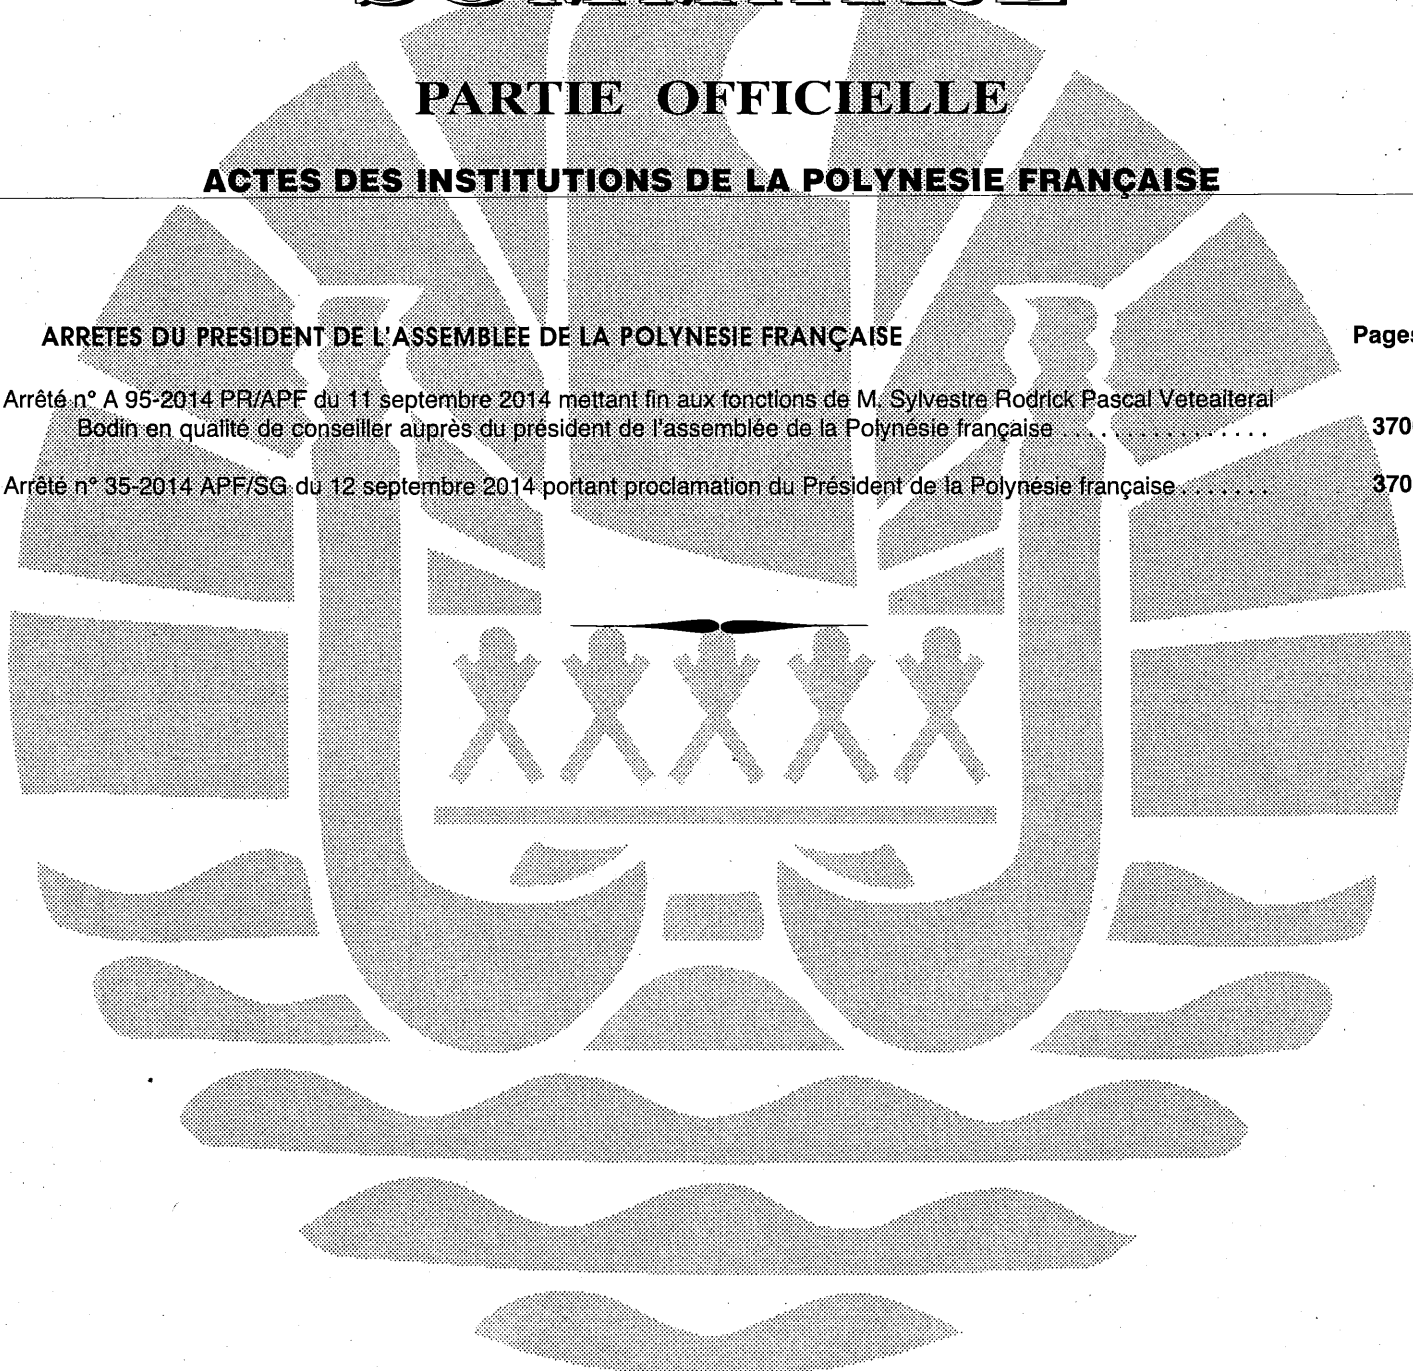 PARTIE OFFICIELLE
ACTES DES INSTITUTIONS DE LA POLYNESIE FRANÇAISE
ARRETES DU PRESIDENT DE L'ASSEMBLEE DE LA POLYNESIE FRANÇAISE Pages
Arrêté n° A 95-2014 PR/APF du 11 septembre 2014 mettant fin aux fonctions de M. Sylvestre Rodrick Pascal Veteaiterai
Bodin en qualité de conseiller auprès du président de l'assemblée de la Polynésie française ................ 370
Arrêté n° 35-2014 APF/SG du 12 septembre 2014 portant proclamation du Président de la Polynésie française ....... 370